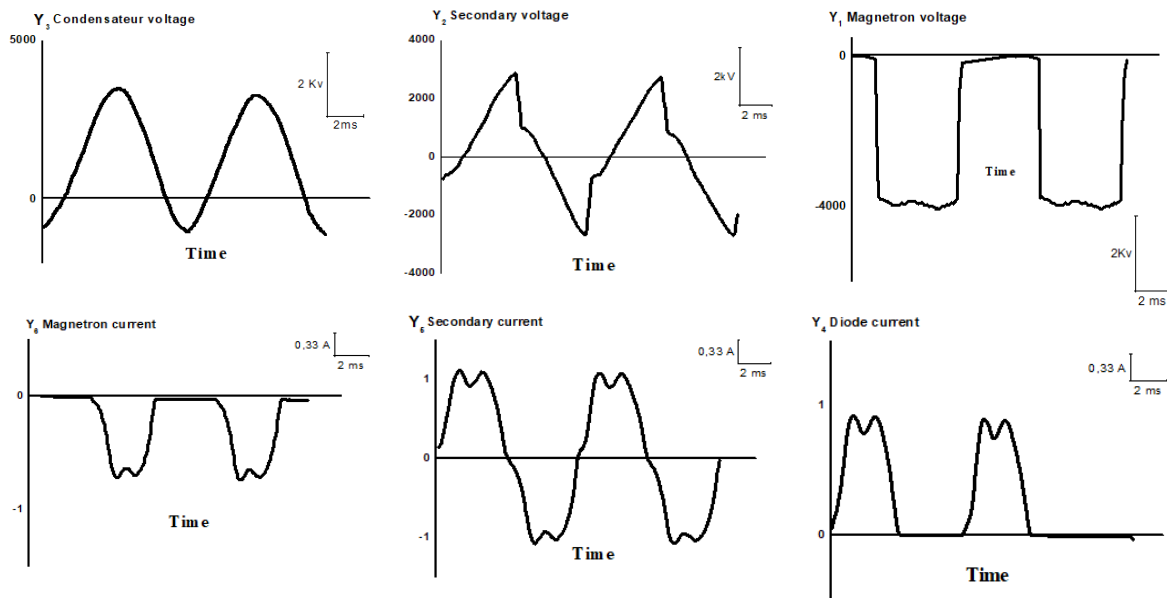 Y3 Condensateur voltage
5000
0
2 Kv
2ms
Time
Y2 Secondary voltage
4000
2000
0
-2000
-4000
2kV
2 ms
Time
Y1 Magnetron voltage
0
-4000
Time
2Kv
2 ms
Y6 Magnetron current
0
-1
0,33 A
2 ms
Time
Y5 Secondary current
1
0
-1
0,33 A
2 ms
Time
Y4 Diode current
1
0
0,33 A
2 ms
Time